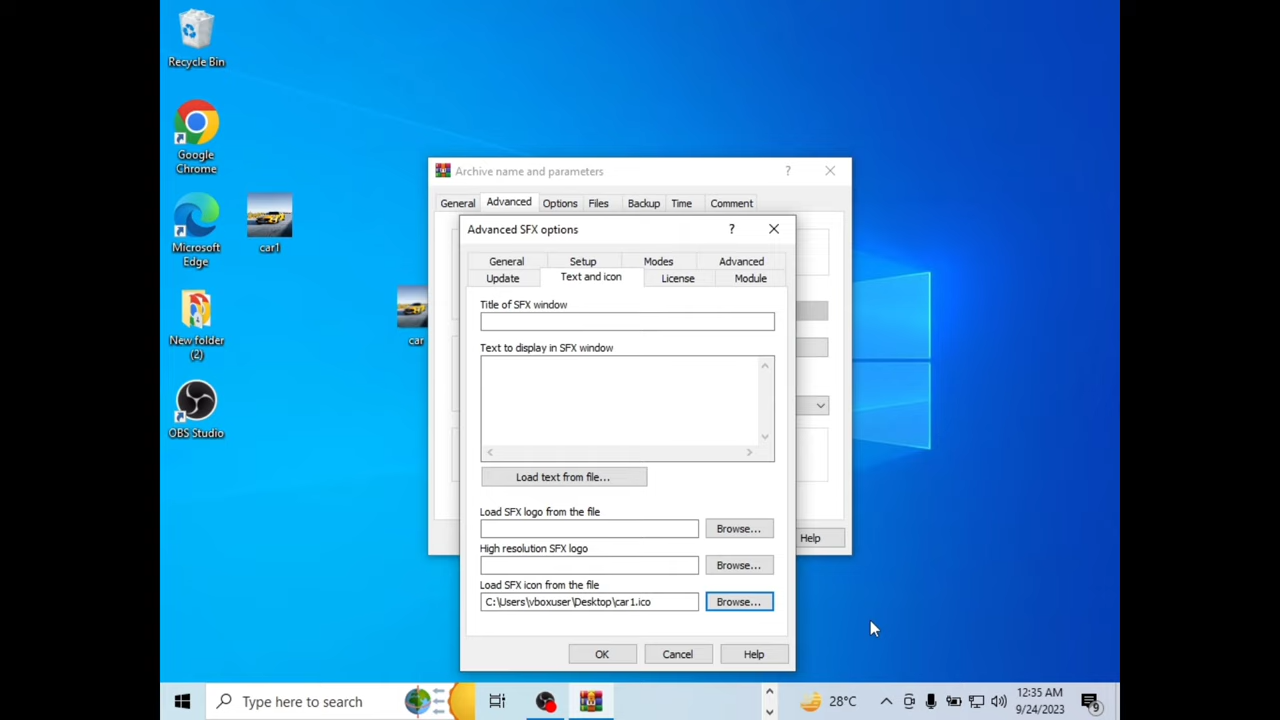 Recycle Bin
Google
Chrome
Microsoft
Edge
car1
New folder
(2)
car
OBS Studio
Archive name and parameters
?
General
Advanced
Options
Files
Backup
Time
Comment
Advanced SFX options
?
General
Setup
Modes
Advanced
Update
Text and icon
License
Module
Title of SFX window
Text to display in SFX window
Load text from file...
Load SFX logo from the file
Browse...
High resolution SFX logo
Browse...
Load SFX icon from the file
C:\Users\vboxuser\Desktop\car1.ico
Browse...
OK
Cancel
Help
Help
Type here to search
28°C
12:35 AM
9/24/2023
9